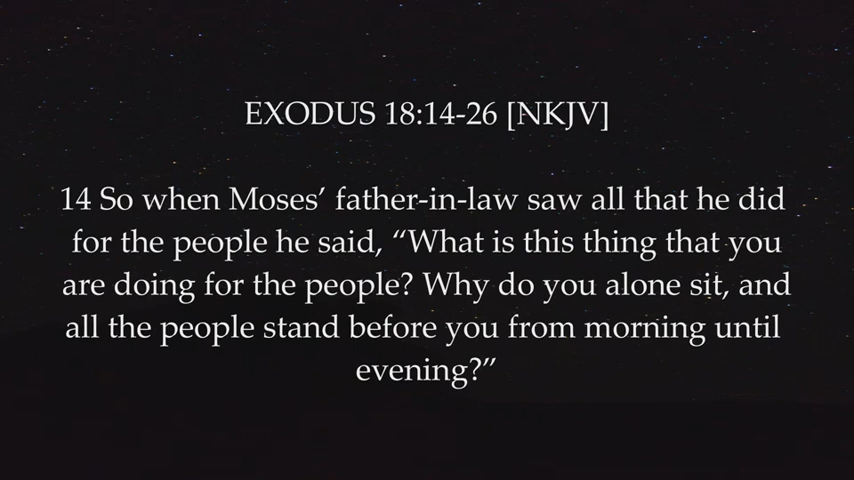 EXODUS 18:14-26 [NKJV]
14 So when Moses’ father-in-law saw all that he did
for the people he said, “What is this thing that you
are doing for the people? Why do you alone sit, and
all the people stand before you from morning until
evening?”